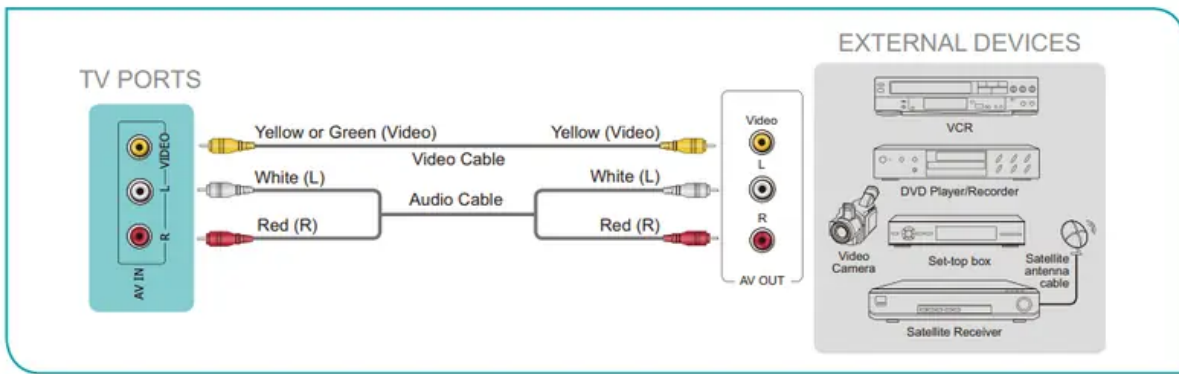 EXTERNAL DEVICES
TV PORTS
VIDEO
L
R
AV IN
Yellow or Green (Video)
Yellow (Video)
Video Cable
White (L)
White (L)
Audio Cable
Red (R)
Red (R)
Video
L
R
AV OUT
VCR
DVD Player/Recorder
Video
Camera
Set-top box
Satellite
antenna
cable
Satellite Receiver